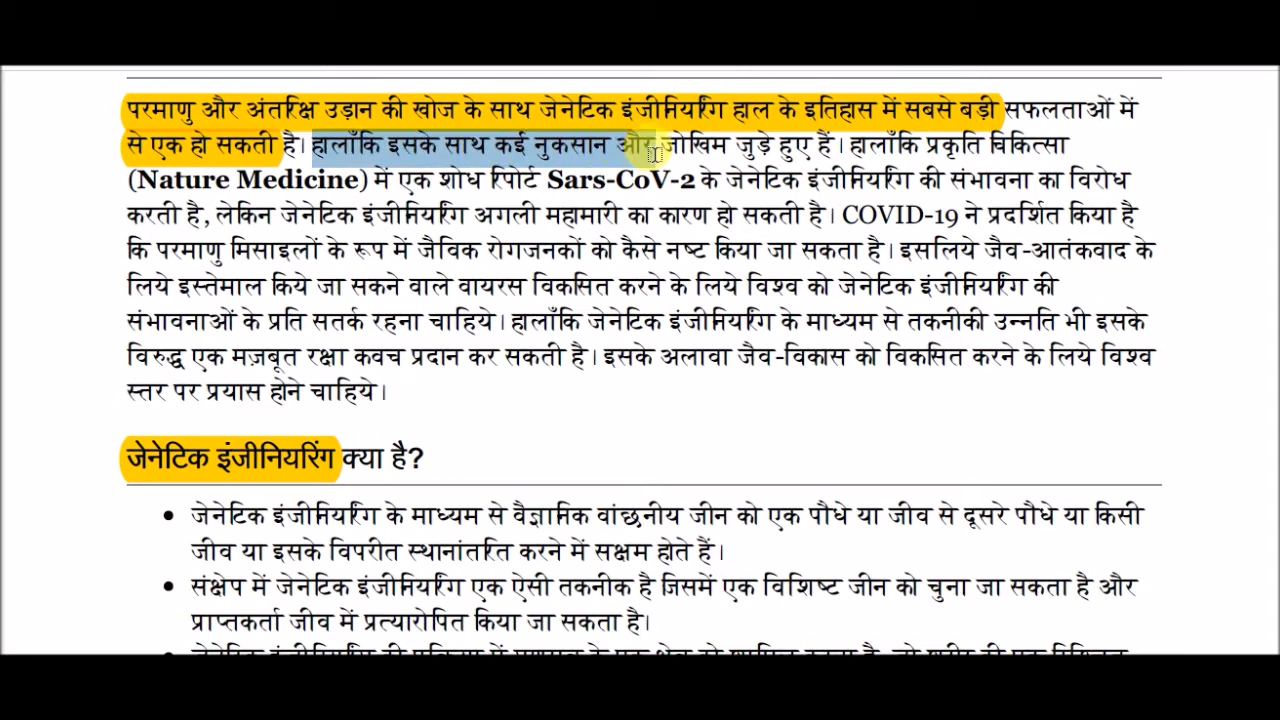 परमाणु और अंतरिक्ष उड़ान की खोज के साथ जेनेटिक इंजीनियरिंग हाल के इतिहास में सबसे बड़ी सफलताओं में
से एक हो सकती है। हालाँकि इसके साथ कई नुकसान और जोखिम जुड़े हुए हैं। हालाँकि प्रकृति चिकित्सा
(Nature Medicine) में एक शोध रिपोर्ट Sars-CoV-2 के जेनेटिक इंजीनियरिंग की संभावना का विरोध
करती है, लेकिन जेनेटिक इंजीनियरिंग अगली महामारी का कारण हो सकती है। COVID-19 ने प्रदर्शित किया है
कि परमाणु मिसाइलों के रूप में जैविक रोगजनकों को कैसे नष्ट किया जा सकता है। इसलिये जैव-आतंकवाद के
लिये इस्तेमाल किये जा सकने वाले वायरस विकसित करने के लिये विश्व को जेनेटिक इंजीनियरिंग की
संभावनाओं के प्रति सतर्क रहना चाहिये। हालाँकि जेनेटिक इंजीनियरिंग के माध्यम से तकनीकी उन्नति भी इसके
विरुद्ध एक मज़बूत रक्षा कवच प्रदान कर सकती है। इसके अलावा जैव-विकास को विकसित करने के लिये विश्व
स्तर पर प्रयास होने चाहिये।
जेनेटिक इंजीनियरिंग क्या है?
• जेनेटिक इंजीनियरिंग के माध्यम से वैज्ञानिक वांछनीय जीन को एक पौधे या जीव से दूसरे पौधे या किसी
जीव या इसके विपरीत स्थानांतरित करने में सक्षम होते हैं।
• संक्षेप में जेनेटिक इंजीनियरिंग एक ऐसी तकनीक है जिसमें एक विशिष्ट जीन को चुना जा सकता है और
प्राप्तकर्ता जीव में प्रत्यारोपित किया जा सकता है।